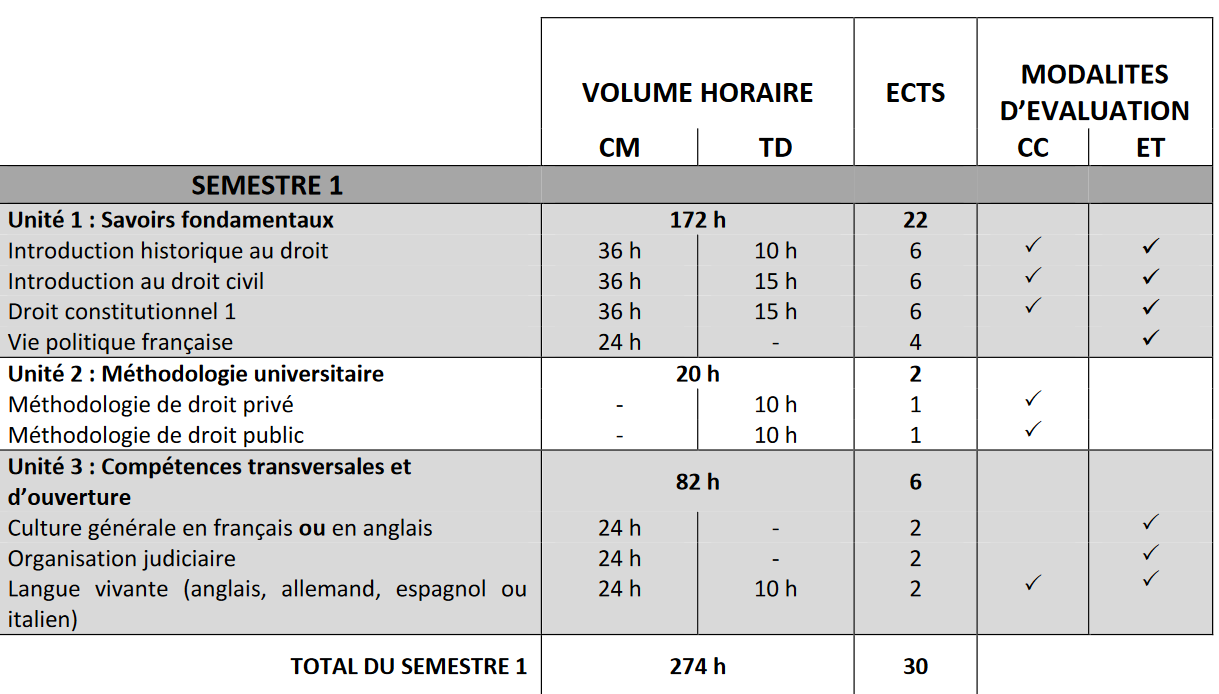 VOLUME HORAIRE ECTS MODALITES
D’EVALUATION
CM TD CC ET
SEMESTRE 1
Unité 1 : Savoirs fondamentaux 172 h 22
Introduction historique au droit 36 h 10 h 6 ✓ ✓
Introduction au droit civil 36 h 15 h 6 ✓ ✓
Droit constitutionnel 1 36 h 15 h 6 ✓ ✓
Vie politique française 24 h - 4 ✓
Unité 2 : Méthodologie universitaire 20 h 2
Méthodologie de droit privé - 10 h 1 ✓
Méthodologie de droit public - 10 h 1 ✓
Unité 3 : Compétences transversales et
d’ouverture 82 h 6
Culture générale en français ou en anglais 24 h - 2 ✓
Organisation judiciaire 24 h - 2 ✓
Langue vivante (anglais, allemand, espagnol ou 24 h 10 h 2 ✓ ✓
italien)
TOTAL DU SEMESTRE 1 274 h 30